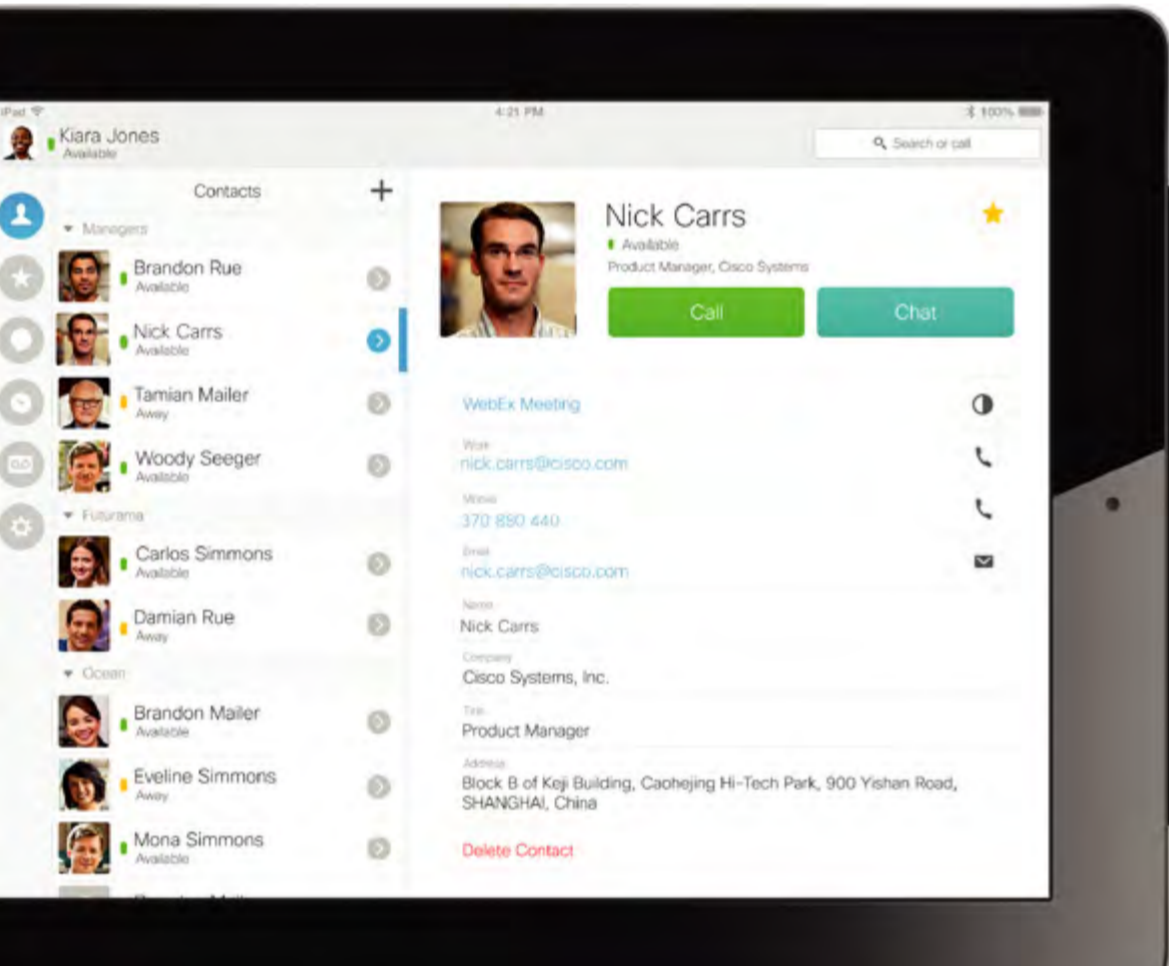 iPad
4:21 PM
100%
Kiara Jones
Available
Search or call
Contacts
Managers
Brandon Rue
Available
Nick Carrs
Available
Tamian Mailer
Away
Woody Seeger
Available
Futurama
Carlos Simmons
Available
Damian Rue
Away
Ocean
Brandon Mailer
Available
Eveline Simmons
Away
Mona Simmons
Available
Nick Carrs
Available
Product Manager, Cisco Systems
Call
Chat
WebEx Meeting
Work
nick.carrs@cisco.com
Mobile
370 880 440
Email
nick.carrs@cisco.com
Name
Nick Carrs
Company
Cisco Systems, Inc.
Title
Product Manager
Address
Block B of Keji Building, Caohejing Hi-Tech Park, 900 Yishan Road,
SHANGHAI, China
Delete Contact